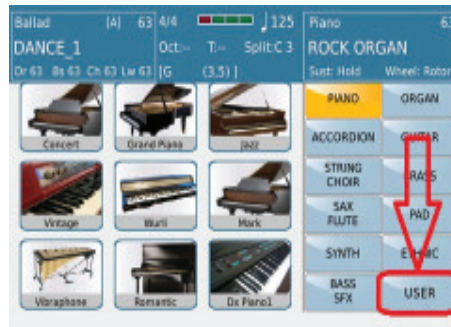 Ballad |A| 63 4/4 125 Piano 63
DANCE_1 Oct:-- T:-- Split:C 3 ROCK ORGAN
Dr 63 Bs 63 Ch 63 Lw 63 [G (3,5) ] Sust: Hold Wheel: Rotor
Concert Grand Piano Jazz
Vintage Wurli Mark
Vibraphone Romantic Dx Piano1
PIANO ORGAN
ACCORDION GUITAR
STRING
CHOIR BRASS
SAX
FLUTE PAD
SYNTH ETHNIC
BASS
SFX USER